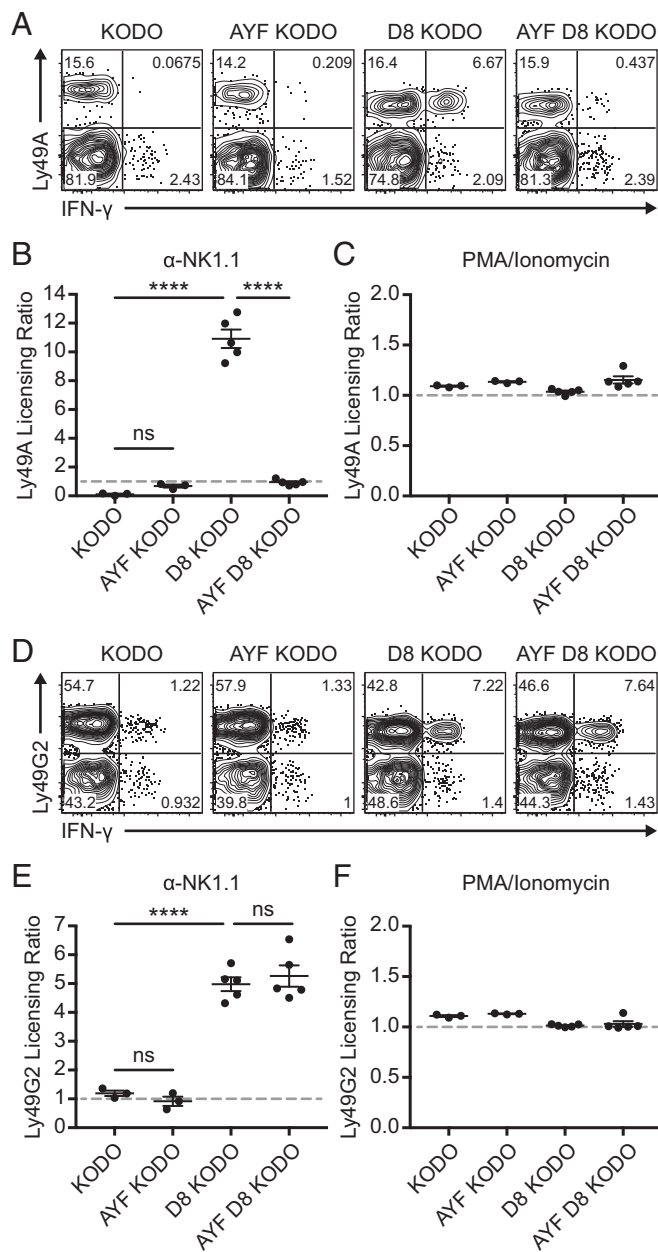 A
KODO
AYF KODO
D8 KODO
AYF D8 KODO
15.6
0.0675
14.2
0.209
16.4
6.67
15.9
0.437
81.9
2.43
84.1
1.52
74.8
2.09
81.3
2.39
Ly49A
IFN-γ
B
α-NK1.1
Ly49A Licensing Ratio
14
12
10
8
6
4
2
0
****
****
ns
KODO
AYF KODO
D8 KODO
AYF D8 KODO
C
PMA/Ionomycin
Ly49A Licensing Ratio
2.0
1.5
1.0
0.5
0.0
KODO
AYF KODO
D8 KODO
AYF D8 KODO
D
KODO
AYF KODO
D8 KODO
AYF D8 KODO
54.7
1.22
57.9
1.33
42.8
7.22
46.6
7.64
43.2
0.932
39.8
1
48.6
1.4
44.3
1.43
Ly49G2
IFN-γ
E
α-NK1.1
Ly49G2 Licensing Ratio
7
6
5
4
3
2
1
0
****
ns
ns
KODO
AYF KODO
D8 KODO
AYF D8 KODO
F
PMA/Ionomycin
Ly49G2 Licensing Ratio
2.0
1.5
1.0
0.5
0.0
KODO
AYF KODO
D8 KODO
AYF D8 KODO